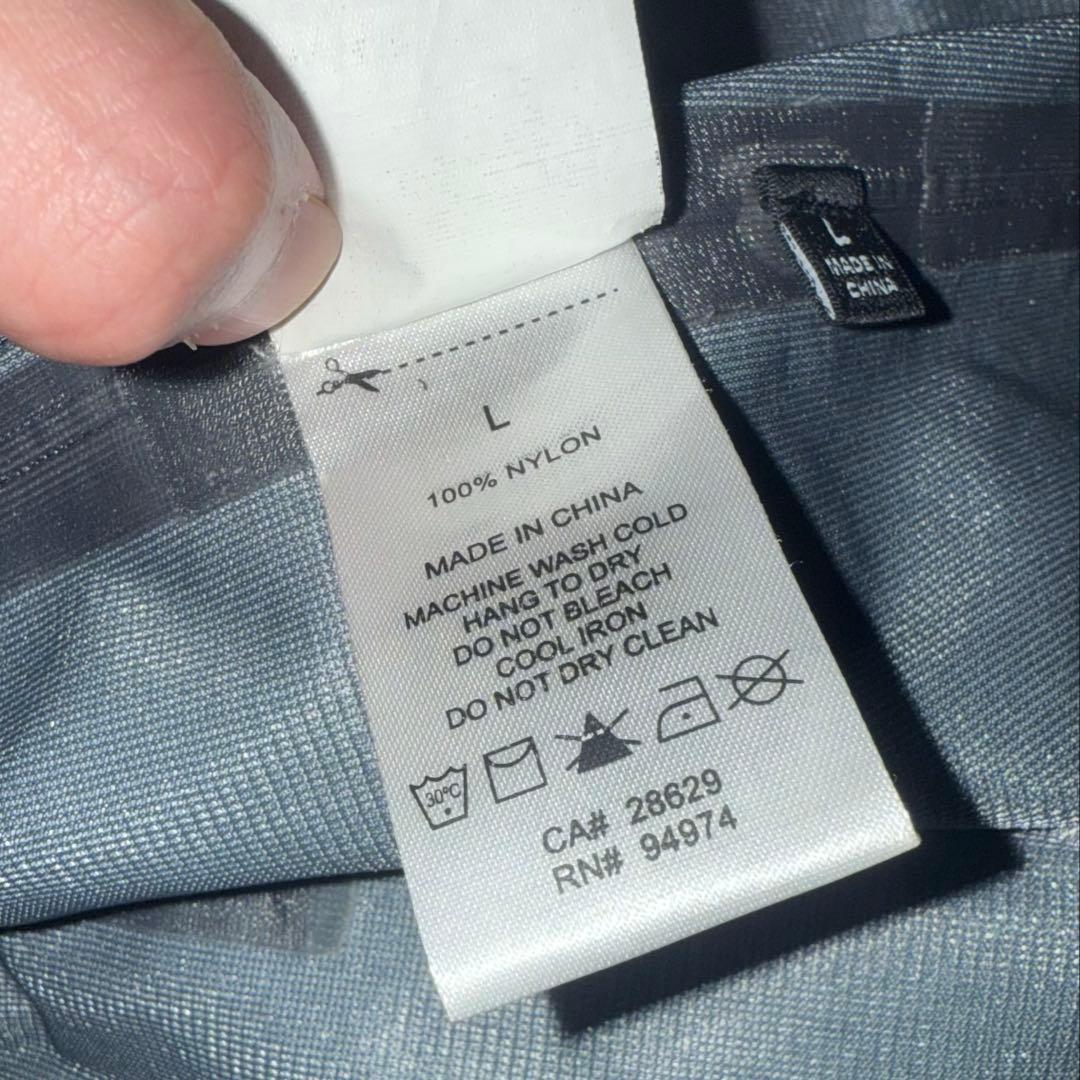 L
MADE IN
CHINA
L
100% NYLON
MADE IN CHINA
MACHINE WASH COLD
HANG TO DRY
DO NOT BLEACH
COOL IRON
DO NOT DRY CLEAN
30°C
CA# 28629
RN# 94974